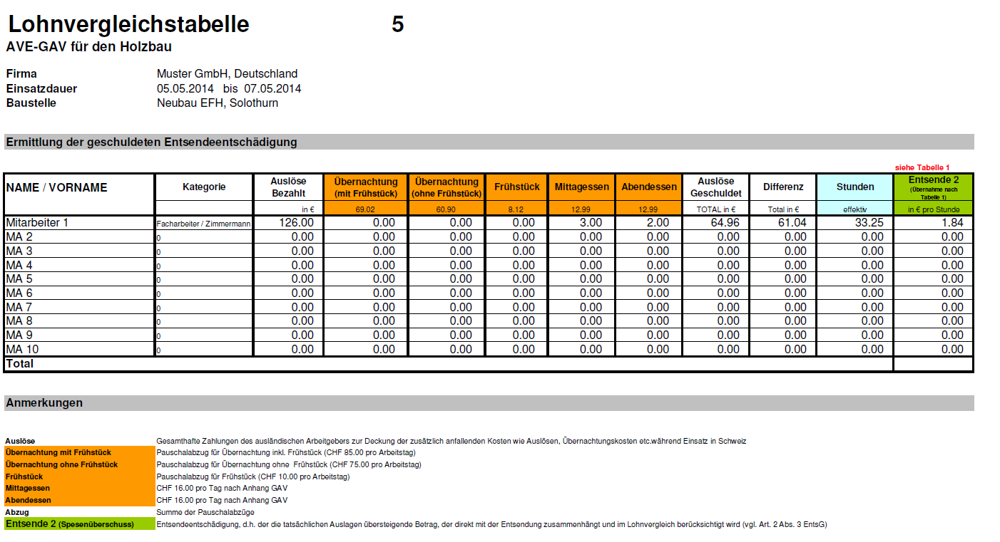 Lohnvergleichstabelle 5
AVE-GAV für den Holzbau
Firma Muster GmbH, Deutschland
Einsatzdauer 05.05.2014 bis 07.05.2014
Baustelle Neubau EFH, Solothurn
Ermittlung der geschuldeten Entsendeentschädigung
siehe Tabelle 1
NAME / VORNAME Kategorie Auslöse Bezahlt Übernachtung (mit Frühstück) Übernachtung (ohne Frühstück) Frühstück Mittagessen Abendessen Auslöse Geschuldet Differenz Stunden Entsende 2 (Übernahme nach Tabelle 1)
in € 69.02 60.90 8.12 12.99 12.99 TOTAL in € Total in € effektiv in € pro Stunde
Mitarbeiter 1 Facharbeiter / Zimmermann 126.00 0.00 0.00 0.00 3.00 2.00 64.96 61.04 33.25 1.84
MA 2 0 0.00 0.00 0.00 0.00 0.00 0.00 0.00 0.00 0.00 0.00
MA 3 0 0.00 0.00 0.00 0.00 0.00 0.00 0.00 0.00 0.00 0.00
MA 4 0 0.00 0.00 0.00 0.00 0.00 0.00 0.00 0.00 0.00 0.00
MA 5 0 0.00 0.00 0.00 0.00 0.00 0.00 0.00 0.00 0.00 0.00
MA 6 0 0.00 0.00 0.00 0.00 0.00 0.00 0.00 0.00 0.00 0.00
MA 7 0 0.00 0.00 0.00 0.00 0.00 0.00 0.00 0.00 0.00 0.00
MA 8 0 0.00 0.00 0.00 0.00 0.00 0.00 0.00 0.00 0.00 0.00
MA 9 0 0.00 0.00 0.00 0.00 0.00 0.00 0.00 0.00 0.00 0.00
MA 10 0 0.00 0.00 0.00 0.00 0.00 0.00 0.00 0.00 0.00 0.00
Total
Anmerkungen
Auslöse Gesamthafte Zahlungen des ausländischen Arbeitgebers zur Deckung der zusätzlich anfallenden Kosten wie Auslösen, Übernachtungskosten etc.während Einsatz in Schweiz
Übernachtung mit Frühstück Pauschalabzug für Übernachtung inkl. Frühstück (CHF 85.00 pro Arbeitstag)
Übernachtung ohne Frühstück Pauschalabzug für Übernachtung ohne Frühstück (CHF 75.00 pro Arbeitstag)
Frühstück Pauschalabzug für Frühstück (CHF 10.00 pro Arbeitstag)
Mittagessen CHF 16.00 pro Tag nach Anhang GAV
Abendessen CHF 16.00 pro Tag nach Anhang GAV
Abzug Summe der Pauschalabzüge
Entsende 2 (Spesenüberschuss) Entsendeentschädigung, d.h. der die tatsächlichen Auslagen übersteigende Betrag, der direkt mit der Entsendung zusammenhängt und im Lohnvergleich berücksichtigt wird (vgl. Art. 2 Abs. 3 EntsG)